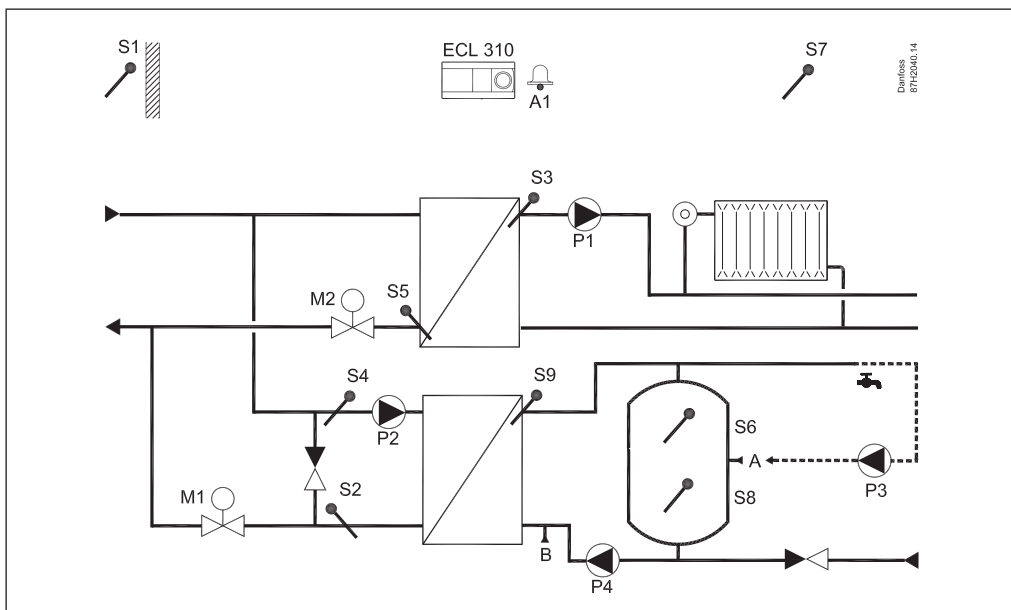 S1
ECL 310
A1
S7
Danfoss
87H2040.14
S3
P1
M2
S5
S4
P2
S9
S6
A
S8
P3
M1
S2
B
P4